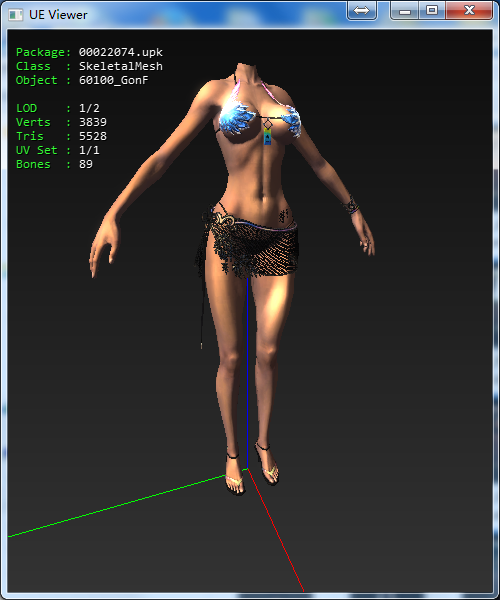 UE Viewer
Package: 00022074.upk
Class : SkeletalMesh
Object : 60100_GonF
LOD : 1/2
Verts : 3839
Tris : 5528
UV Set : 1/1
Bones : 89